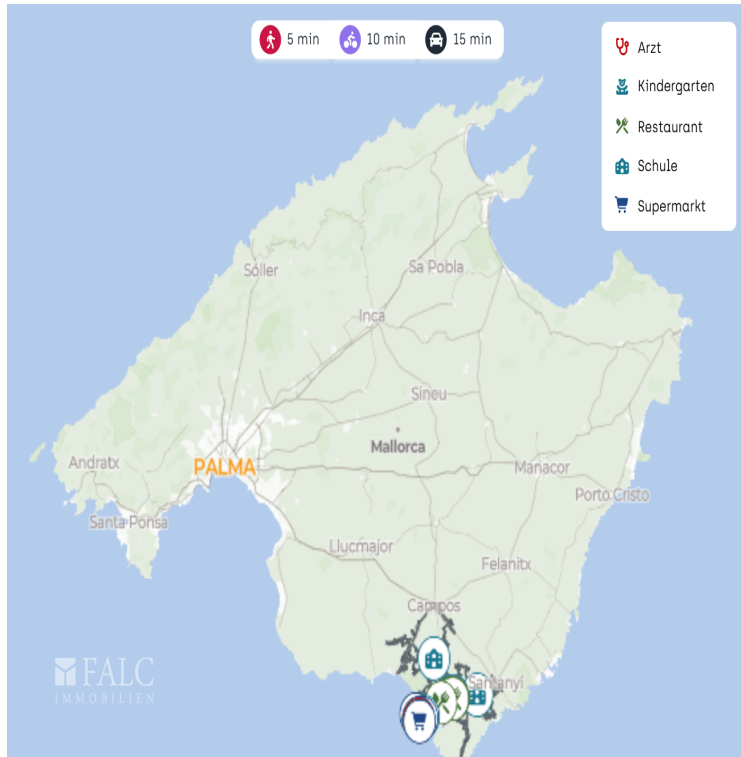 5 min
10 min
15 min
Arzt
Kindergarten
Restaurant
Schule
Supermarkt
Sóller
Sa Pobla
Inca
Sineu
Mallorca
Andratx
PALMA
Manacor
Porto Cristo
Santa Ponsa
Llucmajor
Felanitx
Campos
Santanyí
FALC
IMMOBILIEN